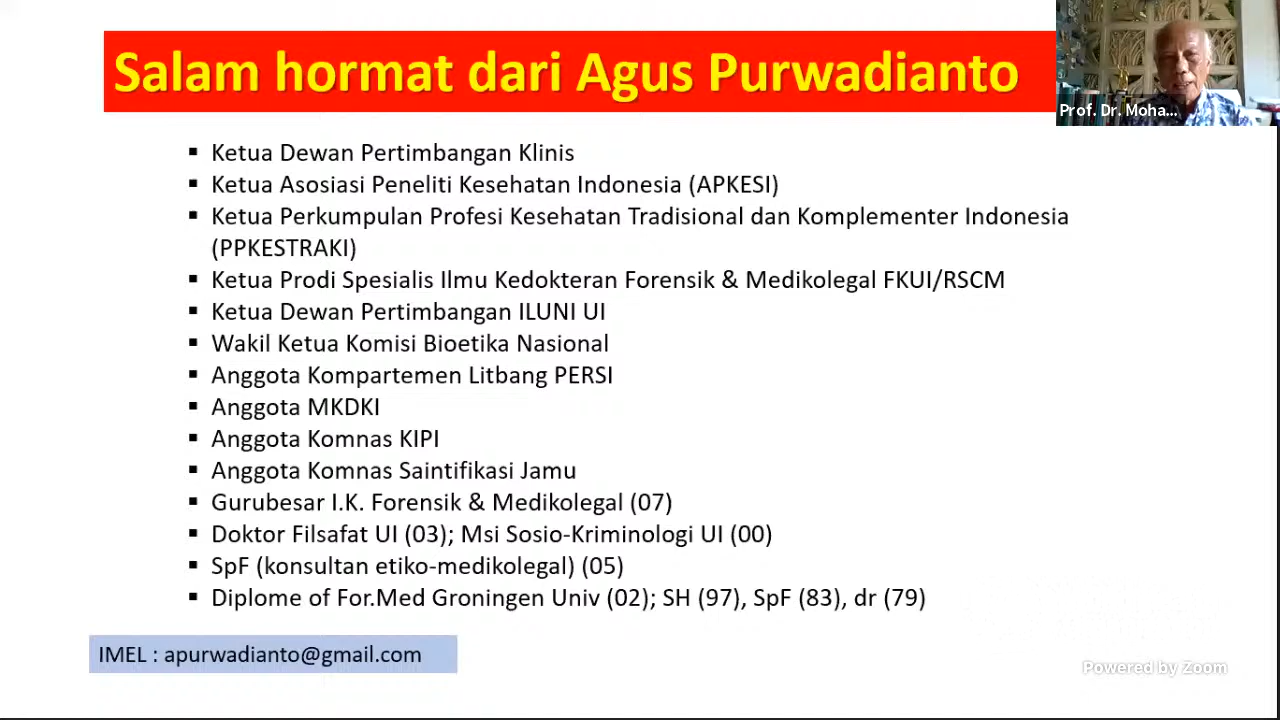 Salam hormat dari Agus Purwadianto
Prof. Dr. Moha...
▪ Ketua Dewan Pertimbangan Klinis
▪ Ketua Asosiasi Peneliti Kesehatan Indonesia (APKESI)
▪ Ketua Perkumpulan Profesi Kesehatan Tradisional dan Komplementer Indonesia
(PPKESTRAKI)
▪ Ketua Prodi Spesialis Ilmu Kedokteran Forensik & Medikolegal FKUI/RSCM
▪ Ketua Dewan Pertimbangan ILUNI UI
▪ Wakil Ketua Komisi Bioetika Nasional
▪ Anggota Kompartemen Litbang PERSI
▪ Anggota MKDKI
▪ Anggota Komnas KIPI
▪ Anggota Komnas Saintifikasi Jamu
▪ Gurubesar I.K. Forensik & Medikolegal (07)
▪ Doktor Filsafat UI (03); Msi Sosio-Kriminologi UI (00)
▪ SpF (konsultan etiko-medikolegal) (05)
▪ Diplome of For.Med Groningen Univ (02); SH (97), SpF (83), dr (79)
IMEL : apurwadianto@gmail.com
Powered by Zoom